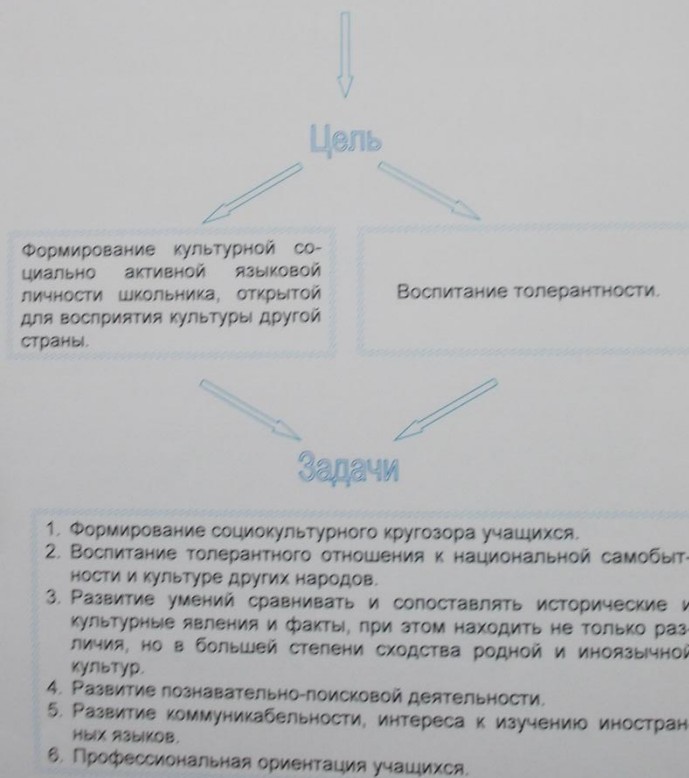 Цель
Формирование культурной со-
циально активной языковой
личности школьника, открытой
для восприятия культуры другой
страны.
Воспитание толерантности.
Задачи
1. Формирование социокультурного кругозора учащихся.
2. Воспитание толерантного отношения к национальной самобыт-
ности и культуре других народов.
3. Развитие умений сравнивать и сопоставлять исторические и
культурные явления и факты, при этом находить не только раз-
личия, но в большей степени сходства родной и иноязычной
культур.
4. Развитие познавательно-поисковой деятельности.
5. Развитие коммуникабельности, интереса к изучению иностран-
ных языков.
6. Профессиональная ориентация учащихся.